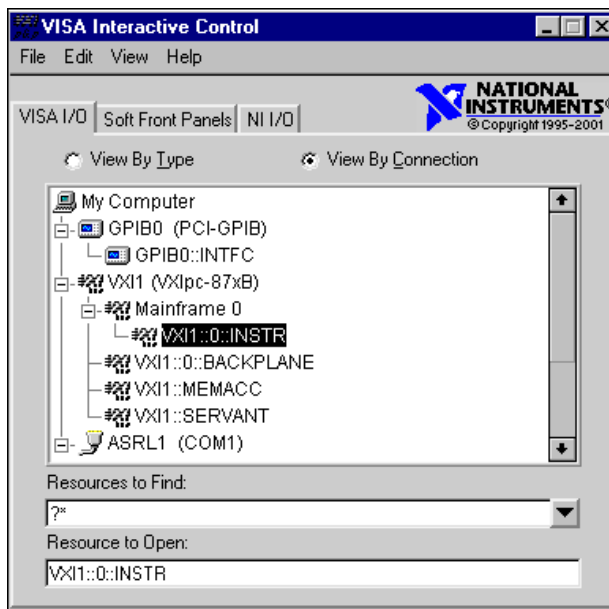 VISA Interactive Control
File Edit View Help
NATIONAL
INSTRUMENTS®
© Copyright 1995-2001
VISA I/O Soft Front Panels NI I/O
View By Type View By Connection
My Computer
GPIB0 (PCI-GPIB)
GPIB0::INTFC
VXI1 (VXIpc-87xB)
Mainframe 0
VXI1::0::INSTR
VXI1::0::BACKPLANE
VXI1::MEMACC
VXI1::SERVANT
ASRL1 (COM1)
Resources to Find:
?*
Resource to Open:
VXI1::0::INSTR